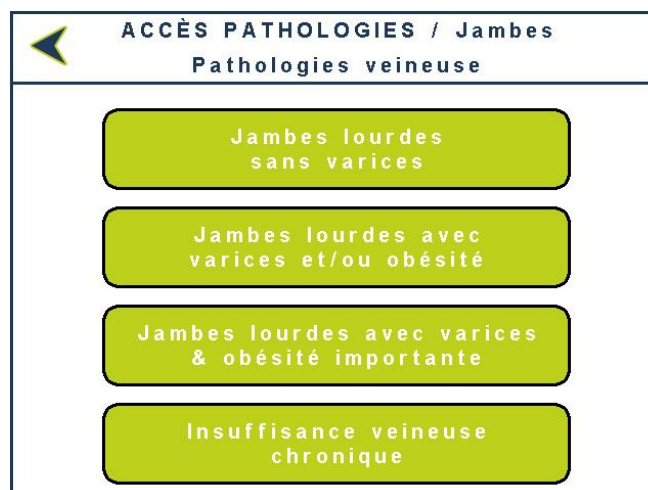 ACCÈS PATHOLOGIES / Jambes
Pathologies veineuse
Jambes lourdes
sans varices
Jambes lourdes avec
varices et/ou obésité
Jambes lourdes avec varices
& obésité importante
Insuffisance veineuse
chronique